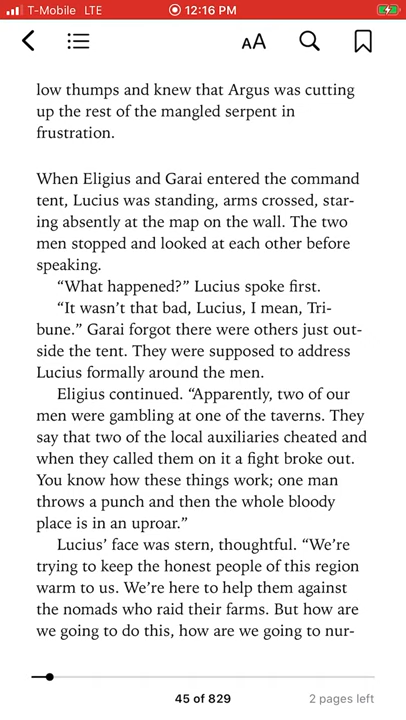 T-Mobile LTE 12:16 PM
AA
low thumps and knew that Argus was cutting
up the rest of the mangled serpent in
frustration.
When Eligius and Garai entered the command
tent, Lucius was standing, arms crossed, star-
ing absently at the map on the wall. The two
men stopped and looked at each other before
speaking.
“What happened?” Lucius spoke first.
“It wasn’t that bad, Lucius, I mean, Tri-
bune.” Garai forgot there were others just out-
side the tent. They were supposed to address
Lucius formally around the men.
Eligius continued. “Apparently, two of our
men were gambling at one of the taverns. They
say that two of the local auxiliaries cheated and
when they called them on it a fight broke out.
You know how these things work; one man
throws a punch and then the whole bloody
place is in an uproar.”
Lucius’ face was stern, thoughtful. “We’re
trying to keep the honest people of this region
warm to us. We’re here to help them against
the nomads who raid their farms. But how are
we going to do this, how are we going to nur-
45 of 829
2 pages left